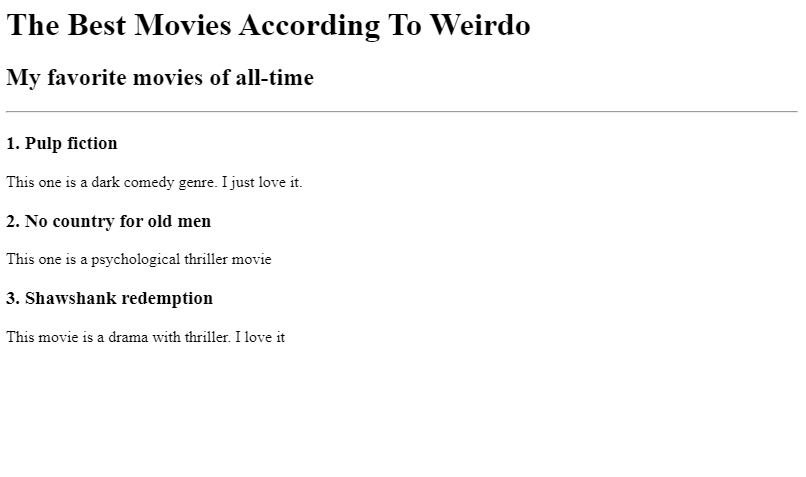 The Best Movies According To Weirdo
My favorite movies of all-time
1. Pulp fiction
This one is a dark comedy genre. I just love it.
2. No country for old men
This one is a psychological thriller movie
3. Shawshank redemption
This movie is a drama with thriller. I love it